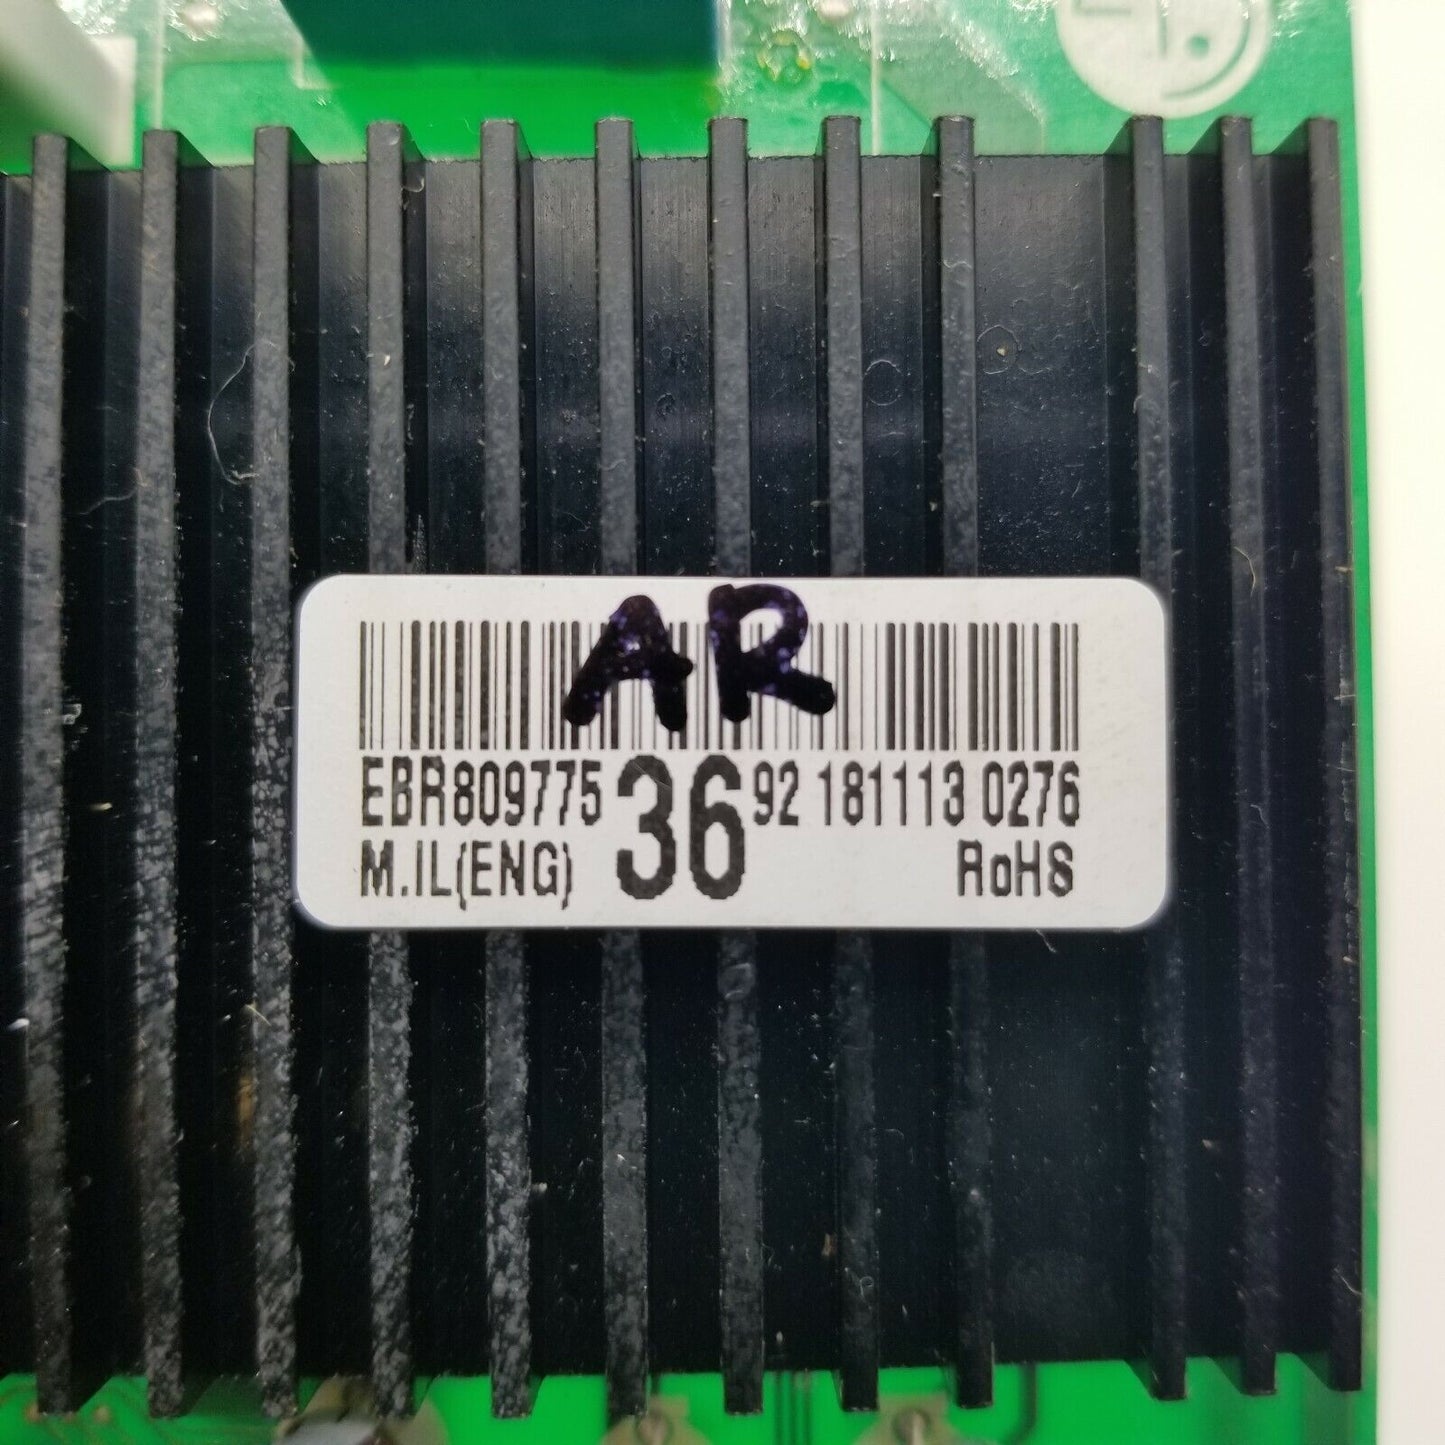 AR
EBR809775 36 92 181113 0276
M.IL(ENG) RoHS